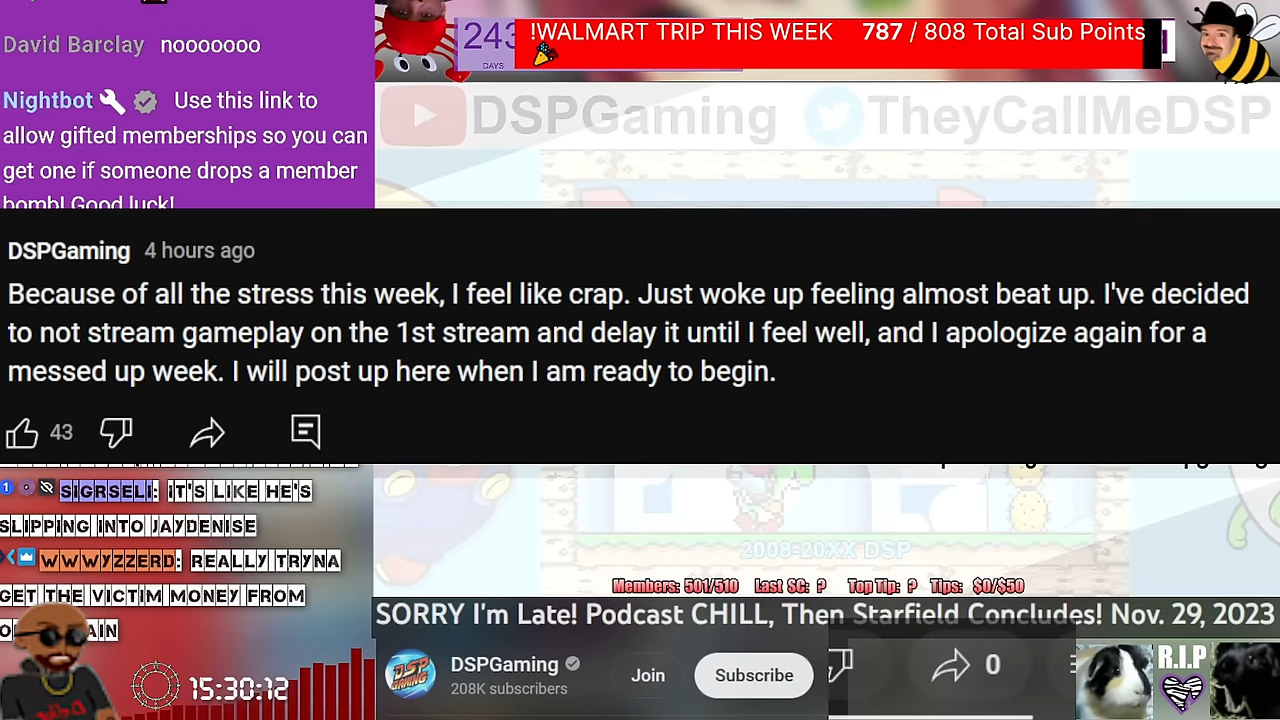 David Barclay nooooooo
Nightbot Use this link to
allow gifted memberships so you can
get one if someone drops a member
bomb! Good luck!
243
DAYS
!WALMART TRIP THIS WEEK 787 / 808 Total Sub Points
DSPGaming TheyCallMeDSP
DSPGaming 4 hours ago
Because of all the stress this week, I feel like crap. Just woke up feeling almost beat up. I've decided
to not stream gameplay on the 1st stream and delay it until I feel well, and I apologize again for a
messed up week. I will post up here when I am ready to begin.
43
1 SIGRSELI: IT'S LIKE HE'S
SLIPPING INTO JAYDENISE
WWWYZZERD: REALLY TRYNA
GET THE VICTIM MONEY FROM
15:30:12
2008-20XX DSP
Members: 501/510 Last SC: ? Top Tip: ? Tips: $0/$50
SORRY I'm Late! Podcast CHILL, Then Starfield Concludes! Nov. 29, 2023
DSP GAMING
DSPGaming
208K subscribers
Join
Subscribe
0
R.I.P